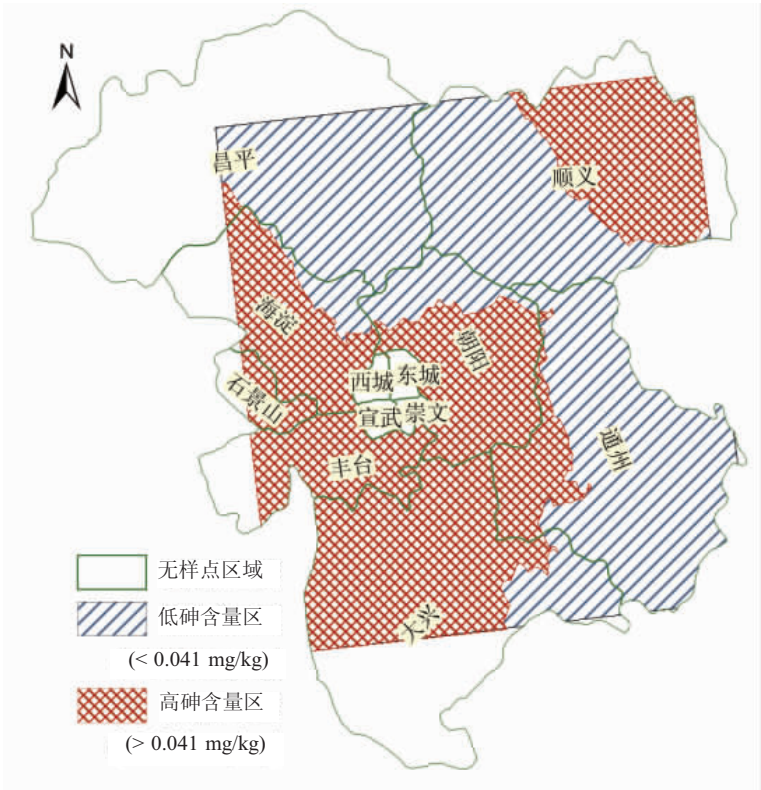 N
昌平
顺义
海淀
朝阳
西城
东城
石景山
宣武
崇文
通州
丰台
大兴
无样点区域
低砷含量区
(< 0.041 mg/kg)
高砷含量区
(> 0.041 mg/kg)